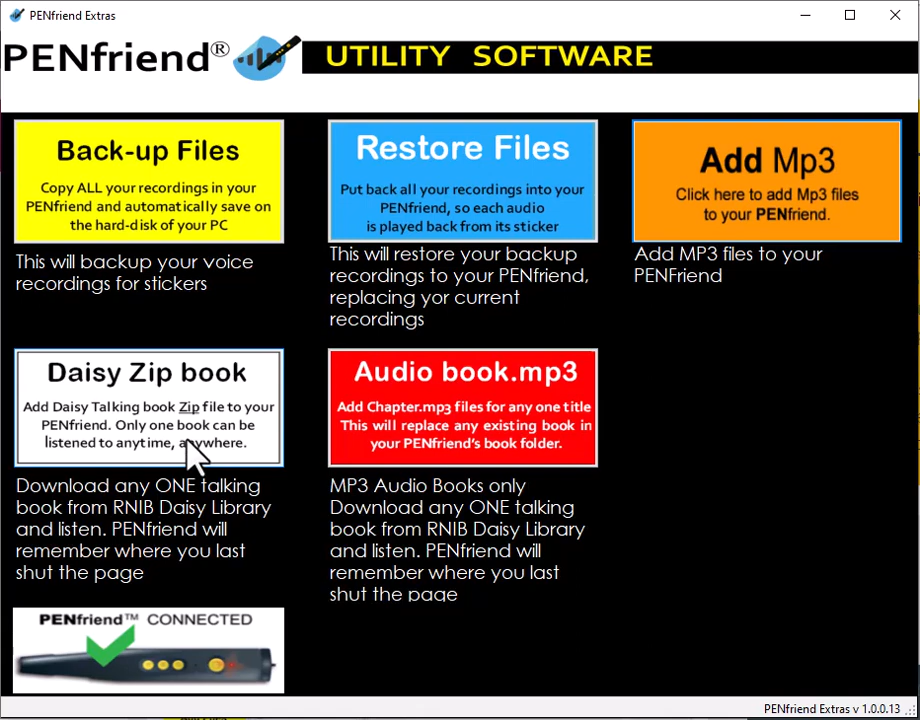 PENfriend Extras
PENfriend® UTILITY SOFTWARE
Back-up Files
Copy ALL your recordings in your
PENfriend and automatically save on
the hard-disk of your PC
This will backup your voice
recordings for stickers
Restore Files
Put back all your recordings into your
PENfriend, so each audio
is played back from its sticker
This will restore your backup
recordings to your PENfriend,
replacing yor current
recordings
Add Mp3
Click here to add Mp3 files
to your PENfriend.
Add MP3 files to your
PENFriend
Daisy Zip book
Add Daisy Talking book Zip file to your
PENfriend. Only one book can be
listened to anytime, anywhere.
Download any ONE talking
book from RNIB Daisy Library
and listen. PENfriend will
remember where you last
shut the page
Audio book.mp3
Add Chapter.mp3 files for any one title
This will replace any existing book in
your PENfriend's book folder.
MP3 Audio Books only
Download any ONE talking
book from RNIB Daisy Library
and listen. PENfriend will
remember where you last
shut the page
PENfriend™ CONNECTED
PENfriend Extras v 1.0.0.13